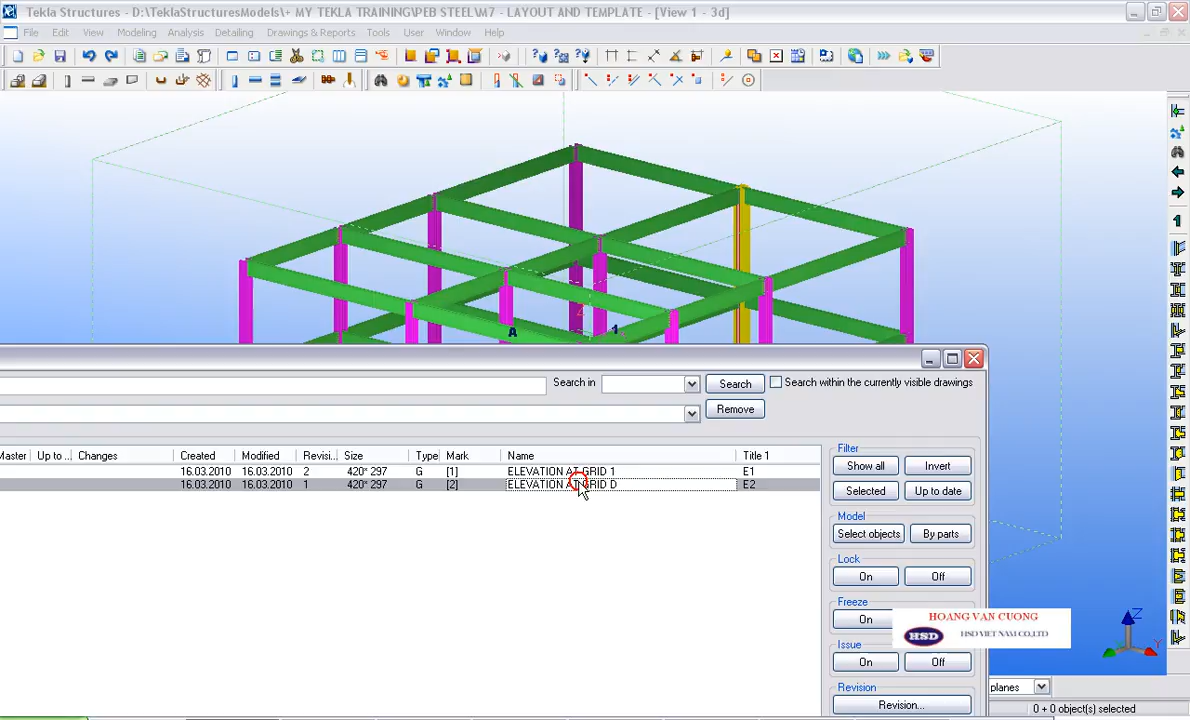 Tekla Structures - D:\TeklaStructuresModels\+ MY TEKLA TRAINING\PEB STEEL\M7 - LAYOUT AND TEMPLATE - [View 1 - 3d]
File Edit View Modeling Analysis Detailing Drawings & Reports Tools User Window Help
A 1
Search in Search Search within the currently visible drawings
Remove
Master Up to ... Changes Created Modified Revisi... Size Type Mark Name Title 1
16.03.2010 16.03.2010 2 420* 297 G [1] ELEVATION AT GRID 1 E1
16.03.2010 16.03.2010 1 420* 297 G [2] ELEVATION AT GRID D E2
Filter
Show all Invert
Selected Up to date
Model
Select objects By parts
Lock
On Off
Freeze
On
HOANG VAN CUONG
HSD HSD VIET NAM CO.,LTD
Issue
On Off
Revision
Revision...
Z
Y
planes
0 + 0 object(s) selected